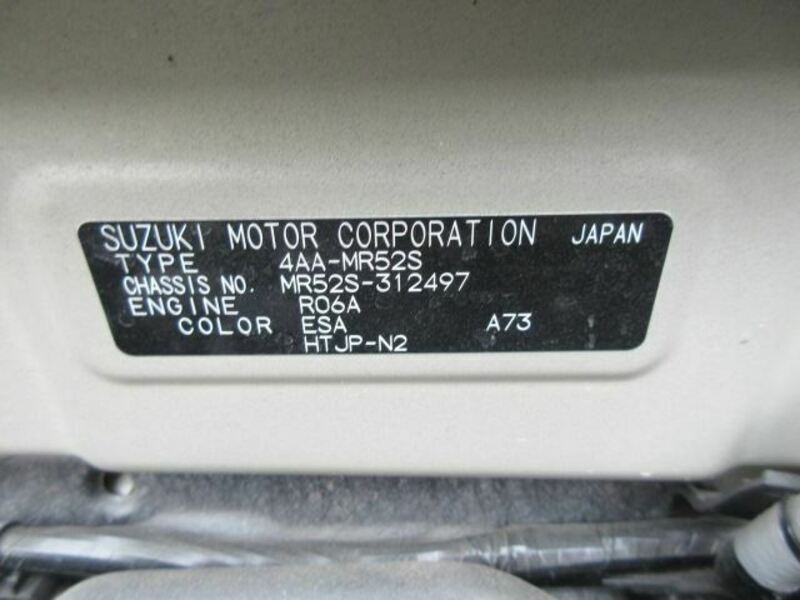 SUZUKI MOTOR CORPORATION JAPAN
TYPE 4AA-MR52S
CHASSIS NO. MR52S-312497
ENGINE R06A
COLOR ESA A73
HTJP-N2